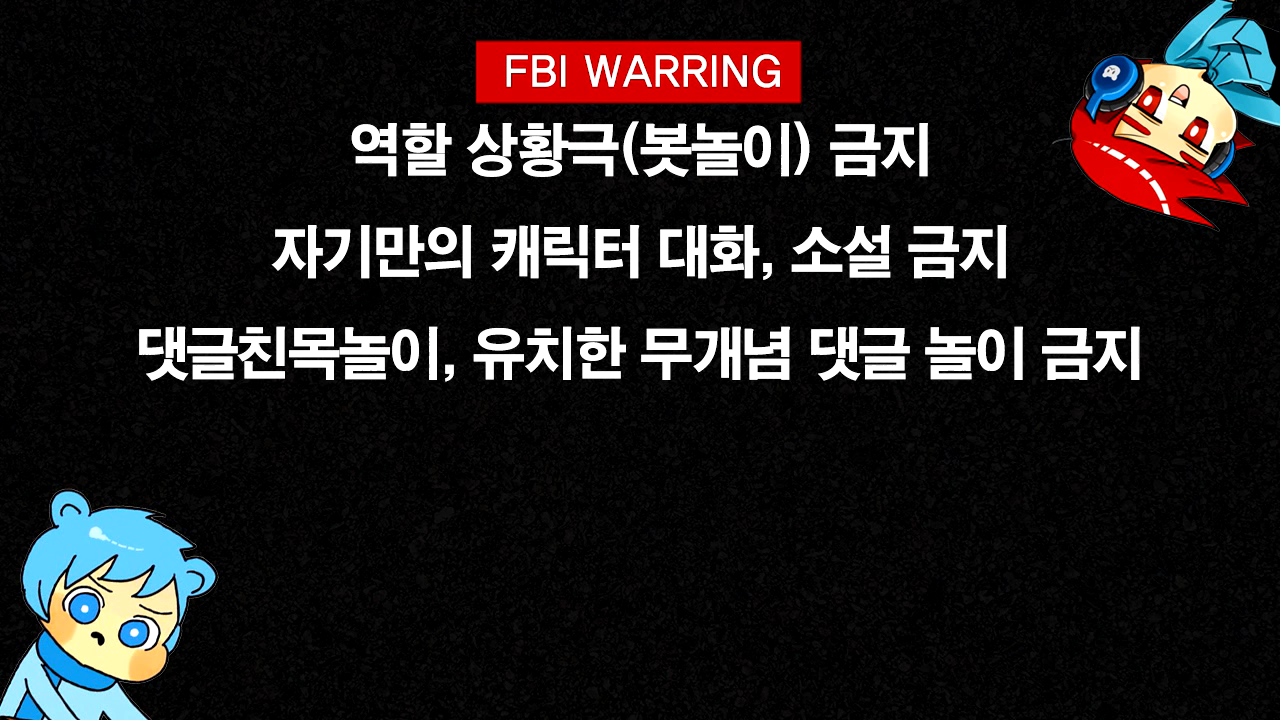 FBI WARRING
역할 상황극(봇놀이) 금지
자기만의 캐릭터 대화, 소설 금지
댓글친목놀이, 유치한 무개념 댓글 놀이 금지